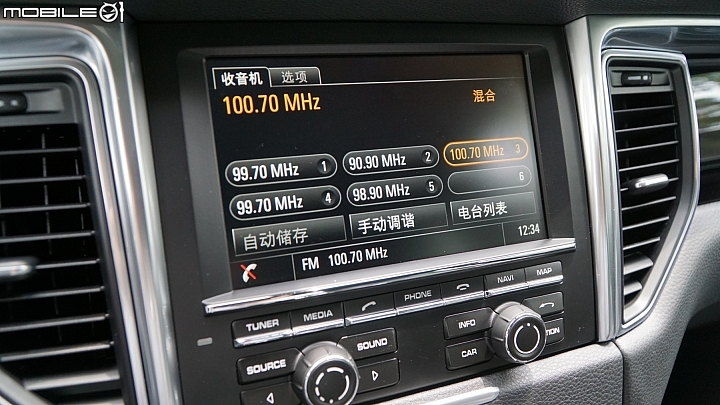 MOBILE01
收音机 选项
100.70 MHz 混合
99.70 MHz 1 90.90 MHz 2 100.70 MHz 3
99.70 MHz 4 98.90 MHz 5 6
自动储存 手动调谐 电台列表
FM 100.70 MHz 12:34
TUNER MEDIA PHONE NAVI MAP
SOURCE SOUND INFO
CAR TION